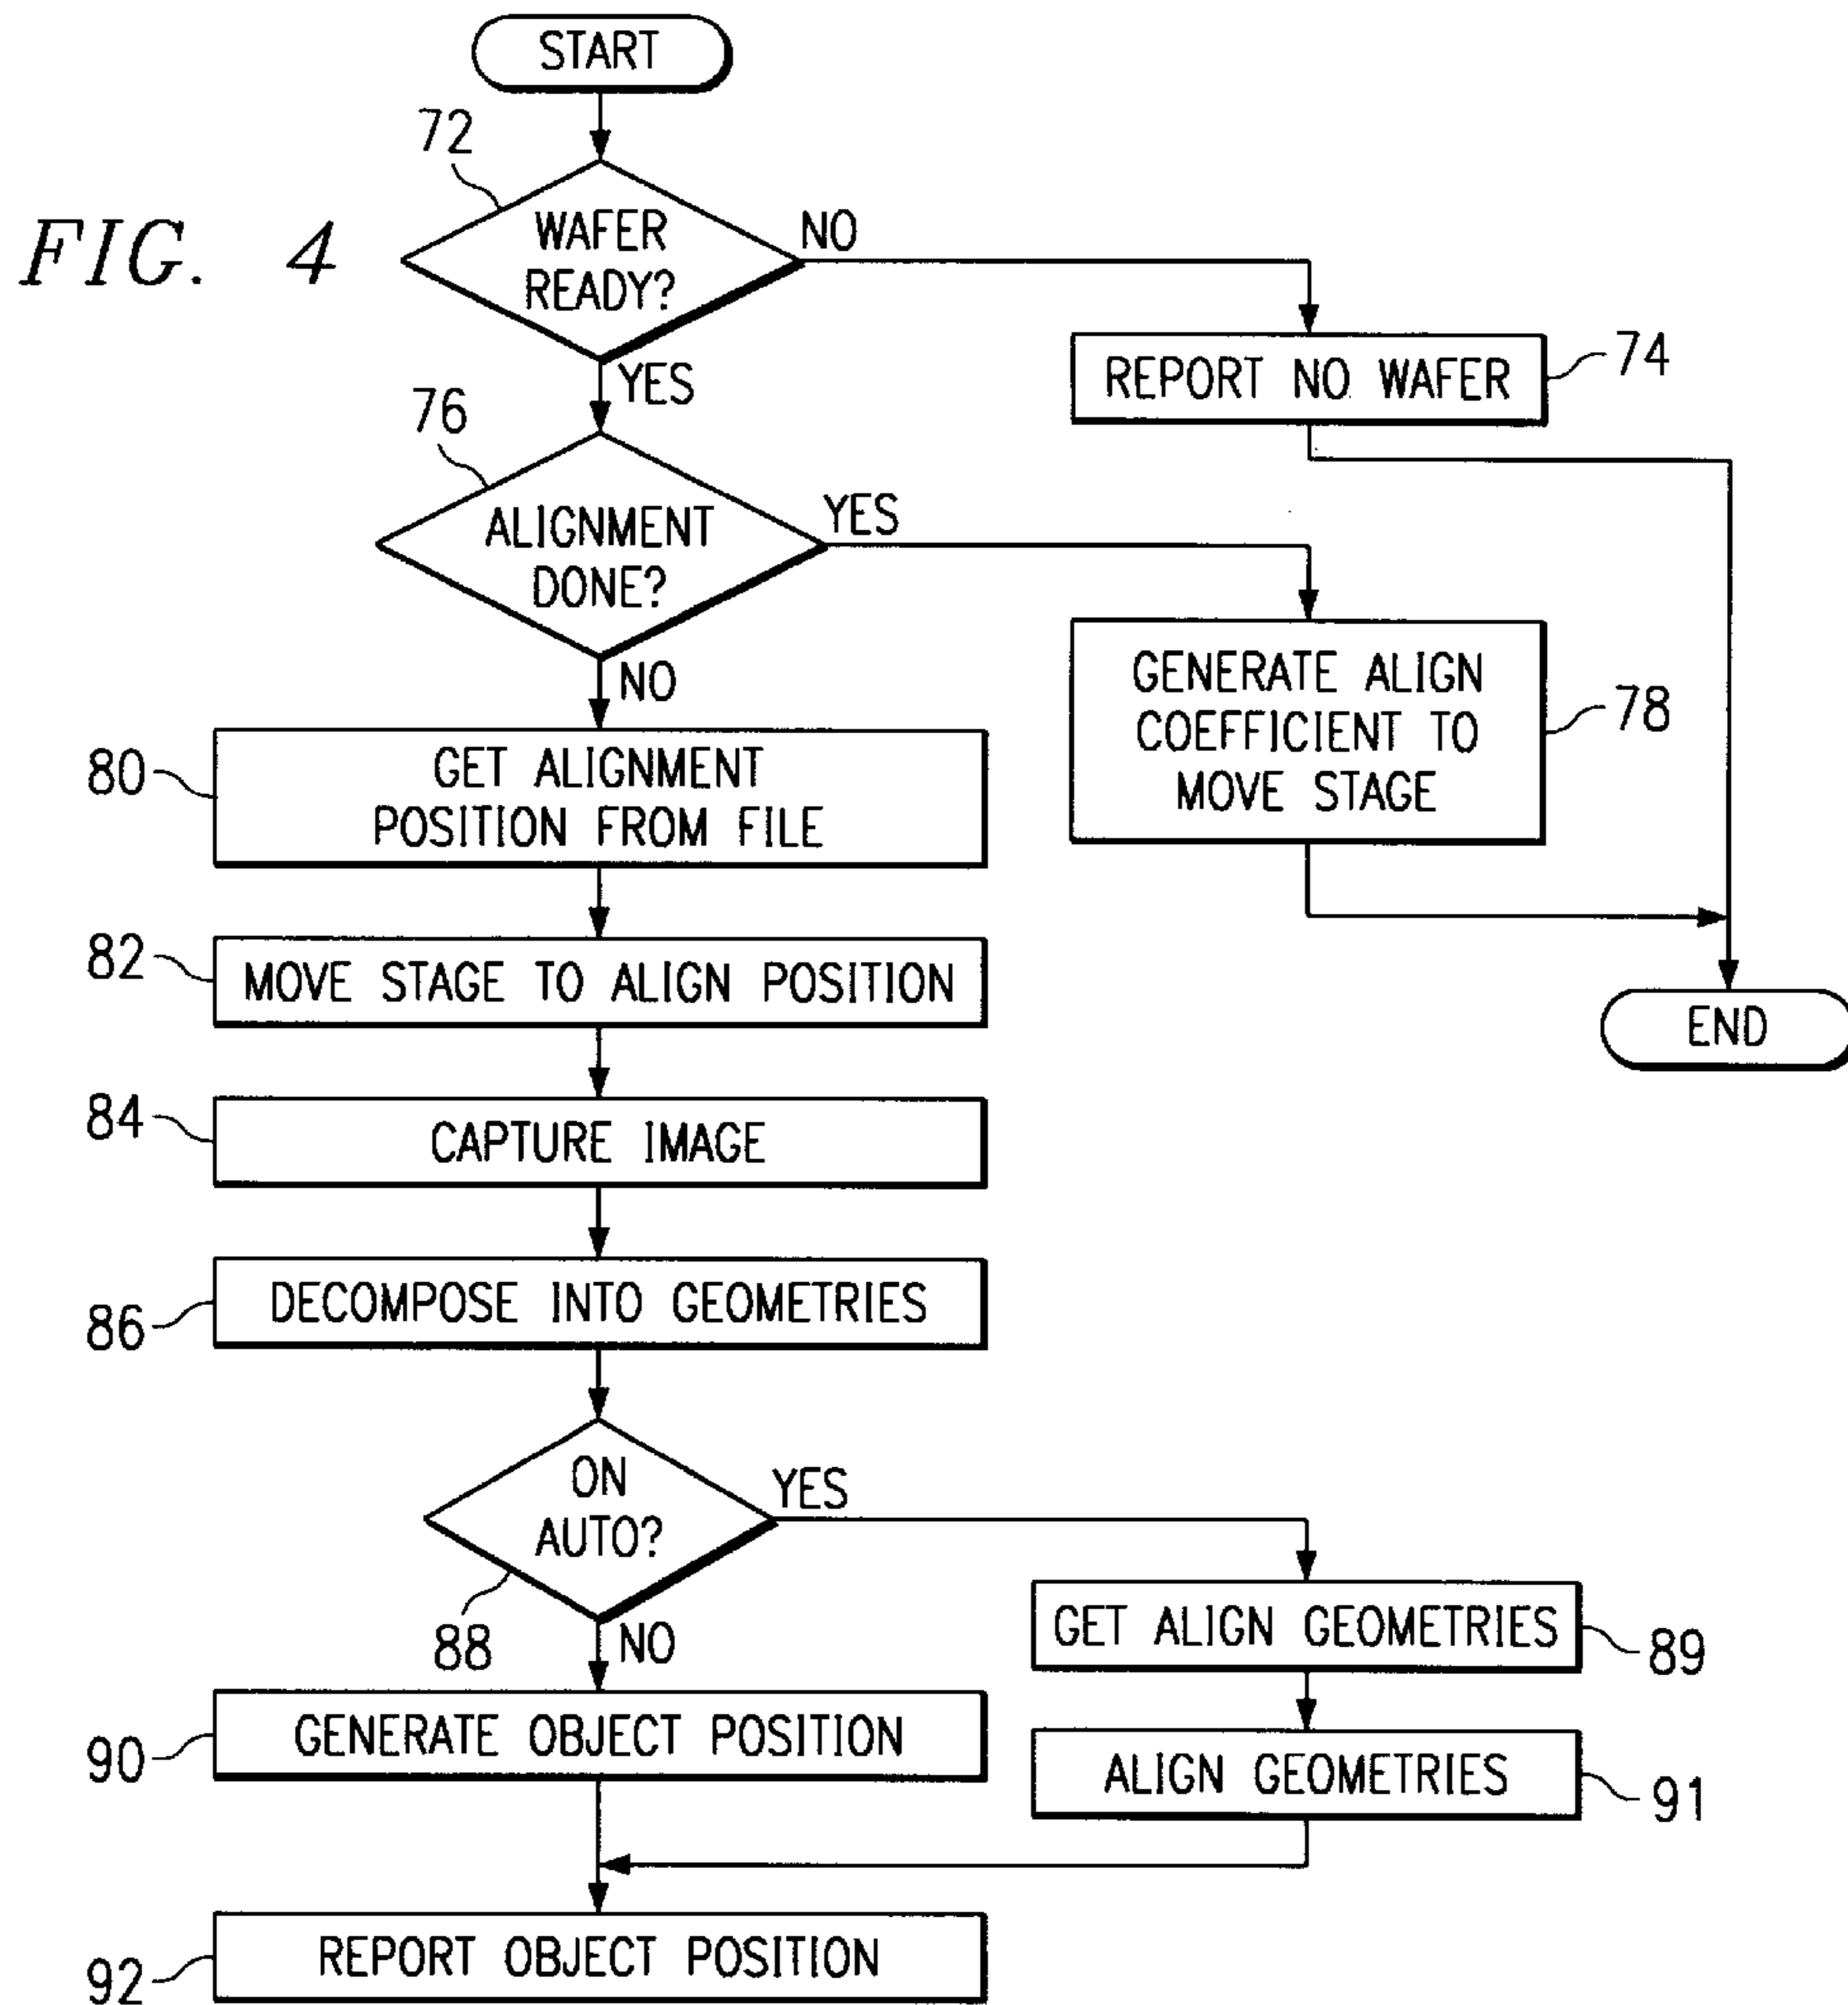 START
72
FIG. 4
WAFER
READY?
NO
YES
REPORT NO WAFER
74
76
ALIGNMENT
DONE?
YES
NO
GENERATE ALIGN
COEFFICIENT TO
MOVE STAGE
78
80
GET ALIGNMENT
POSITION FROM FILE
82
MOVE STAGE TO ALIGN POSITION
END
84
CAPTURE IMAGE
86
DECOMPOSE INTO GEOMETRIES
ON
AUTO?
YES
88
NO
GET ALIGN GEOMETRIES
89
90
GENERATE OBJECT POSITION
ALIGN GEOMETRIES
91
92
REPORT OBJECT POSITION